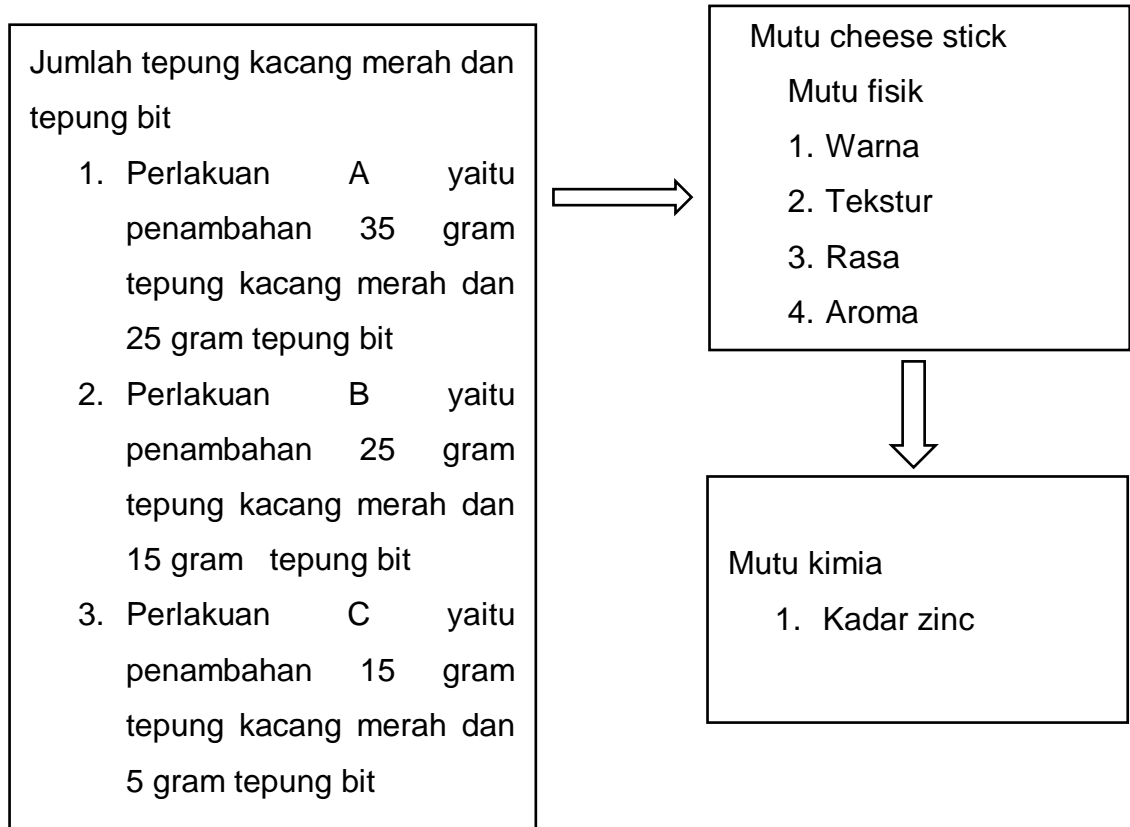 Jumlah tepung kacang merah dan
tepung bit
1. Perlakuan A yaitu
penambahan 35 gram
tepung kacang merah dan
25 gram tepung bit
2. Perlakuan B yaitu
penambahan 25 gram
tepung kacang merah dan
15 gram tepung bit
3. Perlakuan C yaitu
penambahan 15 gram
tepung kacang merah dan
5 gram tepung bit
Mutu cheese stick
Mutu fisik
1. Warna
2. Tekstur
3. Rasa
4. Aroma
Mutu kimia
1. Kadar zinc